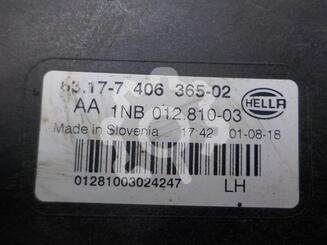 63.17-7 406 365-02
HELLA
AA 1NB 012.810-03
Made in Slovenia 17:42 01-08-18
01281003024247 LH